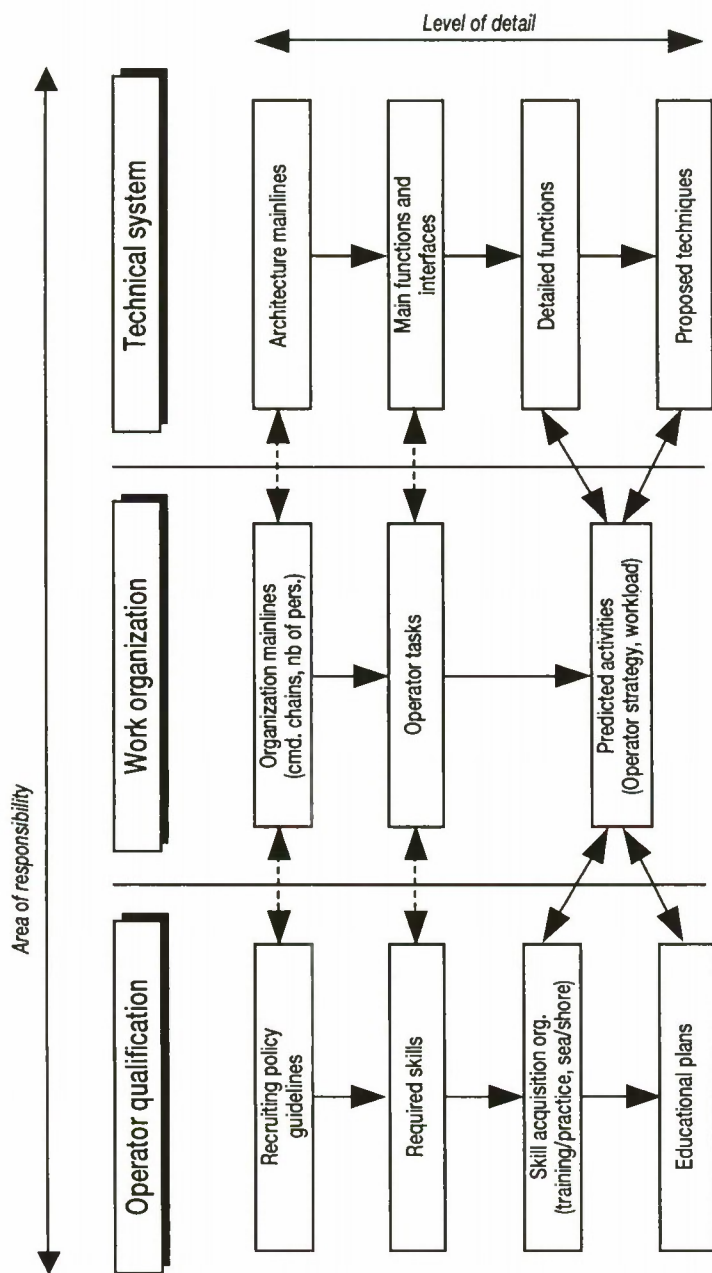 Area of responsibility
Operator qualification
Work organization
Technical system
Level of detail
Recruiting policy
guidelines
Organization mainlines
(cmd. chains, nb of pers.)
Architecture mainlines
Required skills
Operator tasks
Main functions and
interfaces
Skill acquisition org.
(training/practice, sea/shore)
Detailed functions
Educational plans
Predicted activities
(Operator strategy, workload)
Proposed techniques